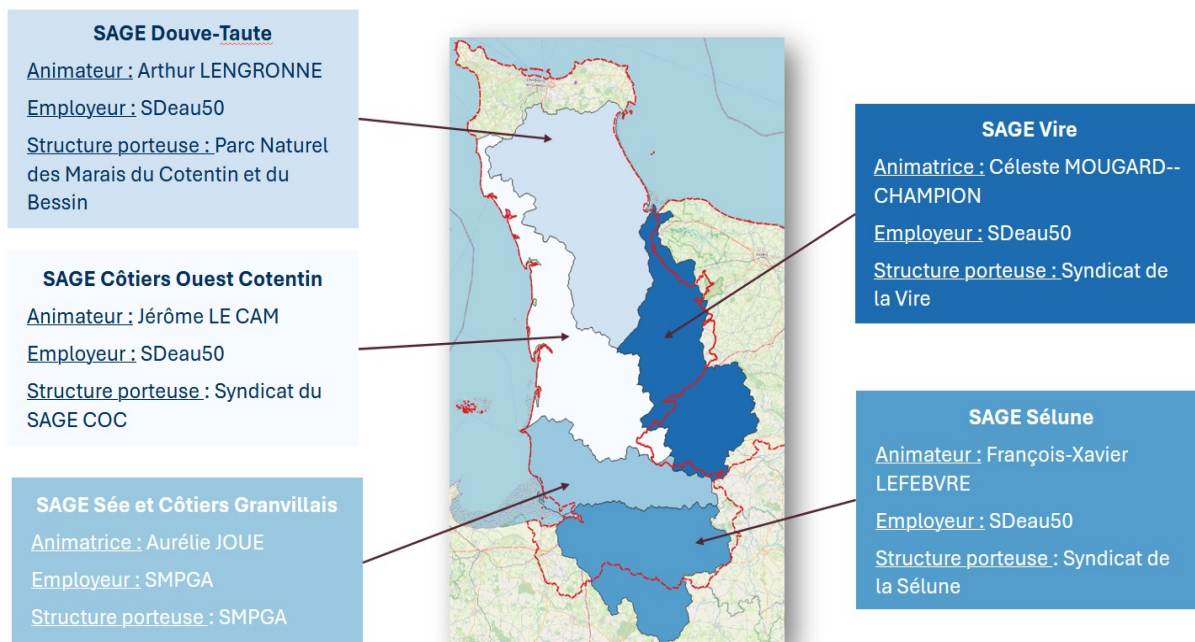 SAGE Douve-Taute
Animateur : Arthur LENGRONNE
Employeur : SDeau50
Structure porteuse : Parc Naturel
des Marais du Cotentin et du
Bessin
SAGE Côtiers Ouest Cotentin
Animateur : Jérôme LE CAM
Employeur : SDeau50
Structure porteuse : Syndicat du
SAGE COC
SAGE Sée et Côtiers Granvillais
Animatrice : Aurélie JOUE
Employeur : SMPGA
Structure porteuse : SMPGA
SAGE Vire
Animatrice : Céleste MOUGARD--
CHAMPION
Employeur : SDeau50
Structure porteuse : Syndicat de
la Vire
SAGE Sélune
Animateur : François-Xavier
LEFEBVRE
Employeur : SDeau50
Structure porteuse : Syndicat de
la Sélune